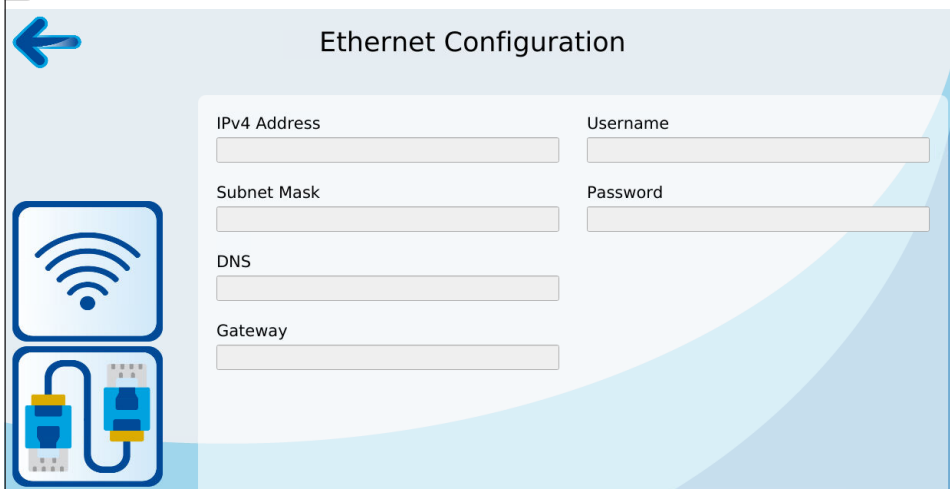 Ethernet Configuration
IPv4 Address
Username
Subnet Mask
Password
DNS
Gateway